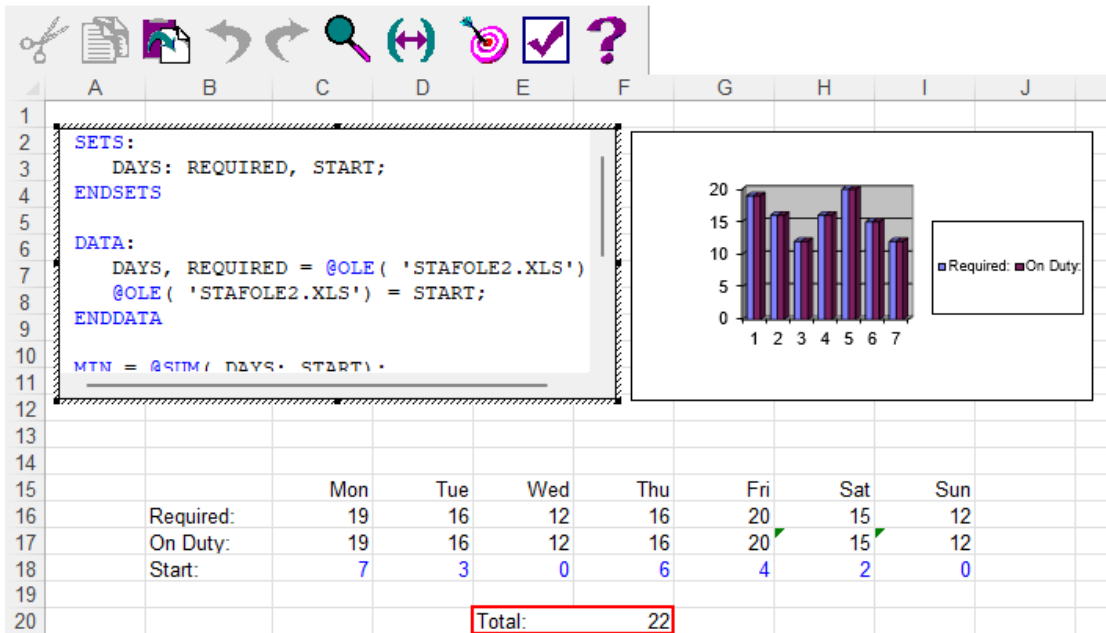 A B C D E F G H I J
1
2
3
4
5
6
7
8
9
10
11
12
13
14
15
16
17
18
19
20
SETS:
DAYS: REQUIRED, START;
ENDSETS
DATA:
DAYS, REQUIRED = @OLE( 'STAFOLE2.XLS')
@OLE( 'STAFOLE2.XLS') = START;
ENDDATA
MIN = @SUM( DAYS: START);
20
15
10
5
0
1 2 3 4 5 6 7
Required: On Duty:
Mon Tue Wed Thu Fri Sat Sun
Required: 19 16 12 16 20 15 12
On Duty: 19 16 12 16 20 15 12
Start: 7 3 0 6 4 2 0
Total: 22